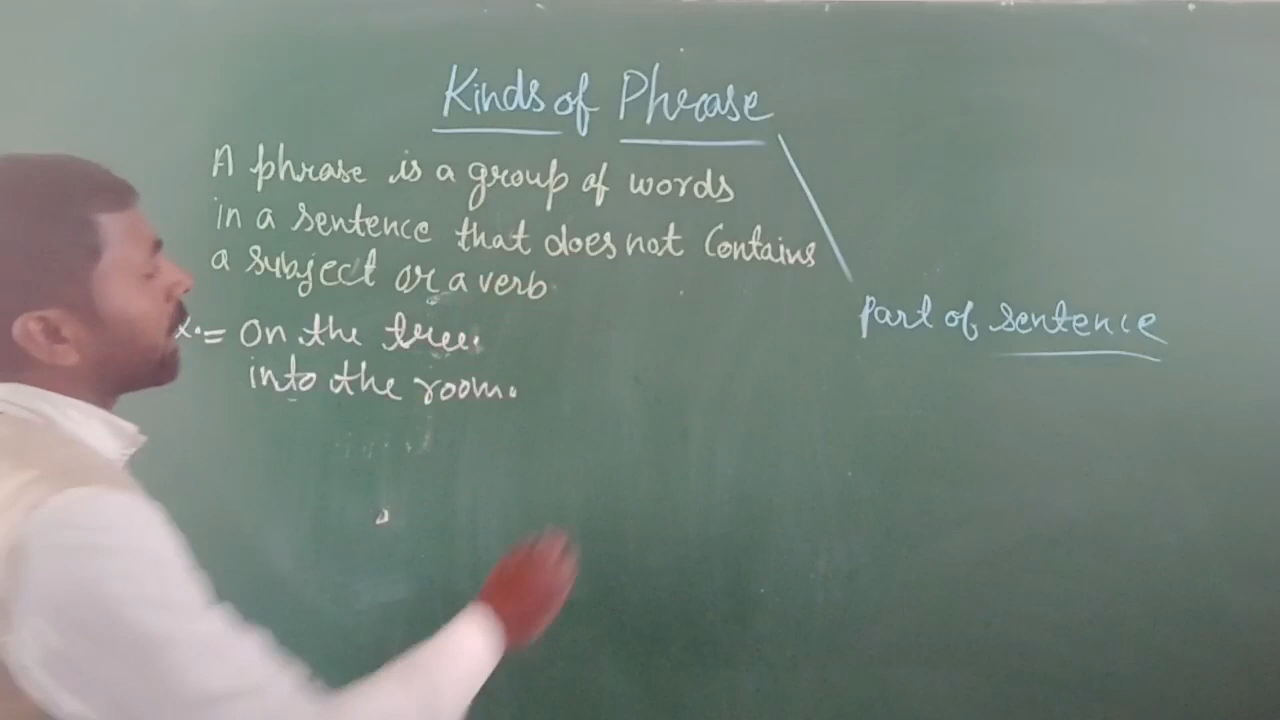 Kinds of Phrase
A phrase is a group of words
in a sentence that does not Contains
a subject or a verb
x. = On the tree.
into the room.
Part of sentence